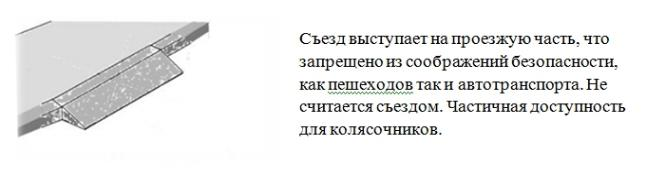 Съезд выступает на проезжую часть, что
запрещено из соображений безопасности,
как пешеходов так и автотранспорта. Не
считается съездом. Частичная доступность
для колясочников.